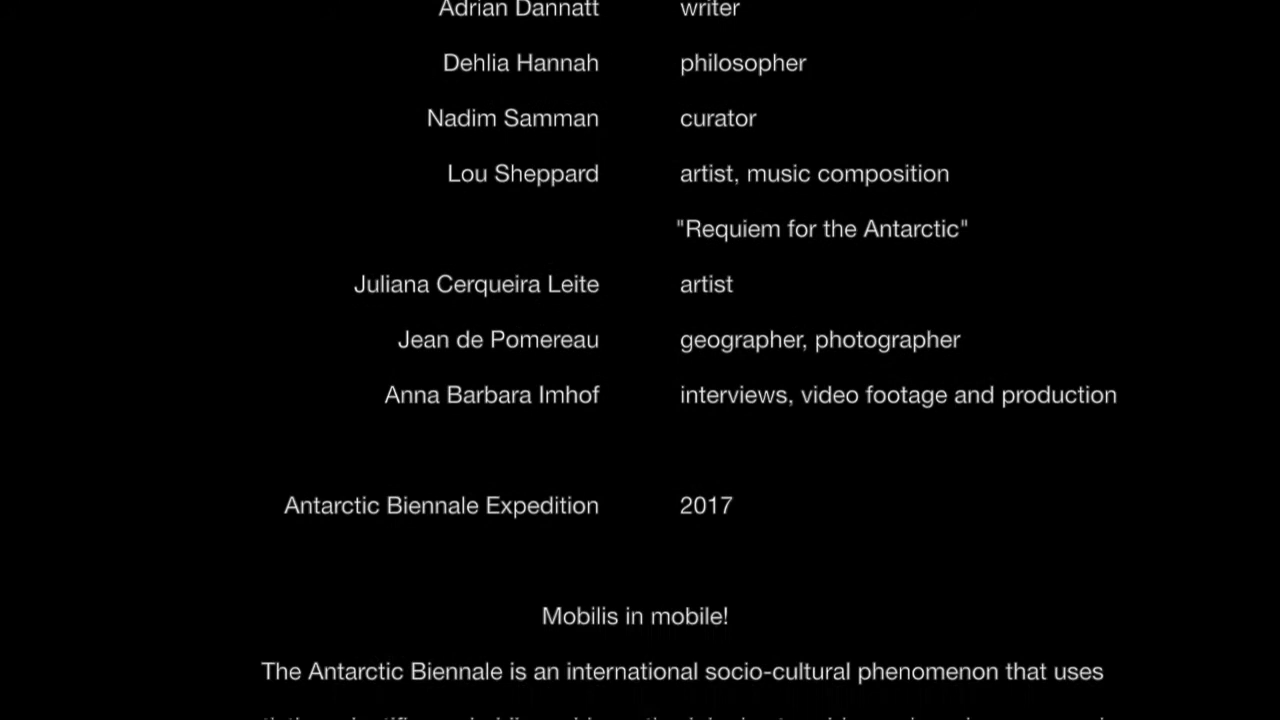 Adrian Dannatt writer
Dehlia Hannah philosopher
Nadim Samman curator
Lou Sheppard artist, music composition
"Requiem for the Antarctic"
Juliana Cerqueira Leite artist
Jean de Pomereau geographer, photographer
Anna Barbara Imhof interviews, video footage and production
Antarctic Biennale Expedition 2017
Mobilis in mobile!
The Antarctic Biennale is an international socio-cultural phenomenon that uses